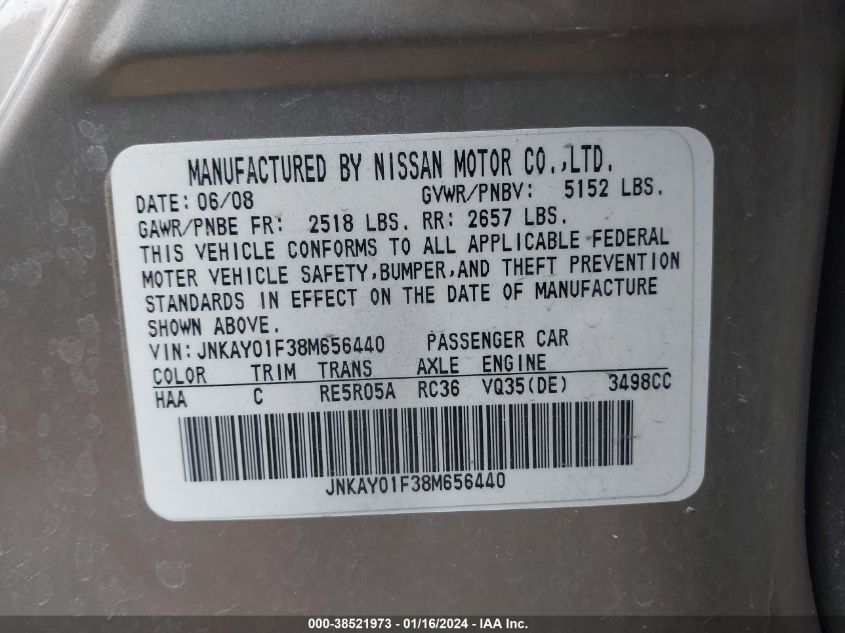 MANUFACTURED BY NISSAN MOTOR CO.,LTD.
DATE: 06/08 GVWR/PNBV: 5152 LBS.
GAWR/PNBE FR: 2518 LBS. RR: 2657 LBS.
THIS VEHICLE CONFORMS TO ALL APPLICABLE FEDERAL
MOTER VEHICLE SAFETY,BUMPER,AND THEFT PREVENTION
STANDARDS IN EFFECT ON THE DATE OF MANUFACTURE
SHOWN ABOVE.
VIN:JNKAY01F38M656440 PASSENGER CAR
COLOR TRIM TRANS AXLE ENGINE
HAA C RE5R05A RC36 VQ35(DE) 3498CC
JNKAY01F38M656440
000-38521973 - 01/16/2024 - IAA Inc.